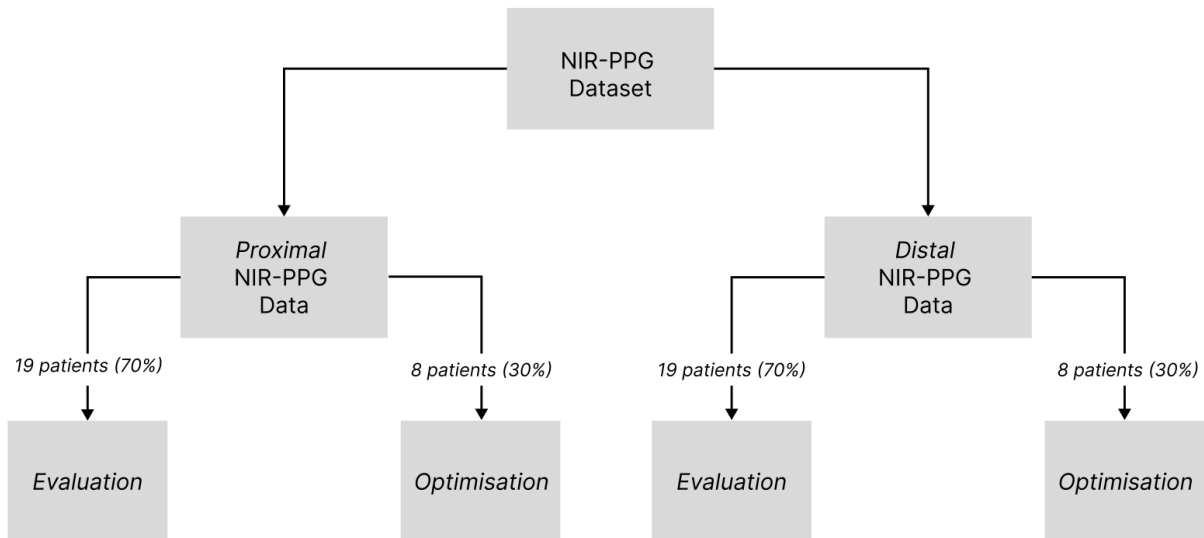 NIR-PPG
Dataset
Proximal
NIR-PPG
Data
Distal
NIR-PPG
Data
19 patients (70%)
8 patients (30%)
19 patients (70%)
8 patients (30%)
Evaluation
Optimisation
Evaluation
Optimisation